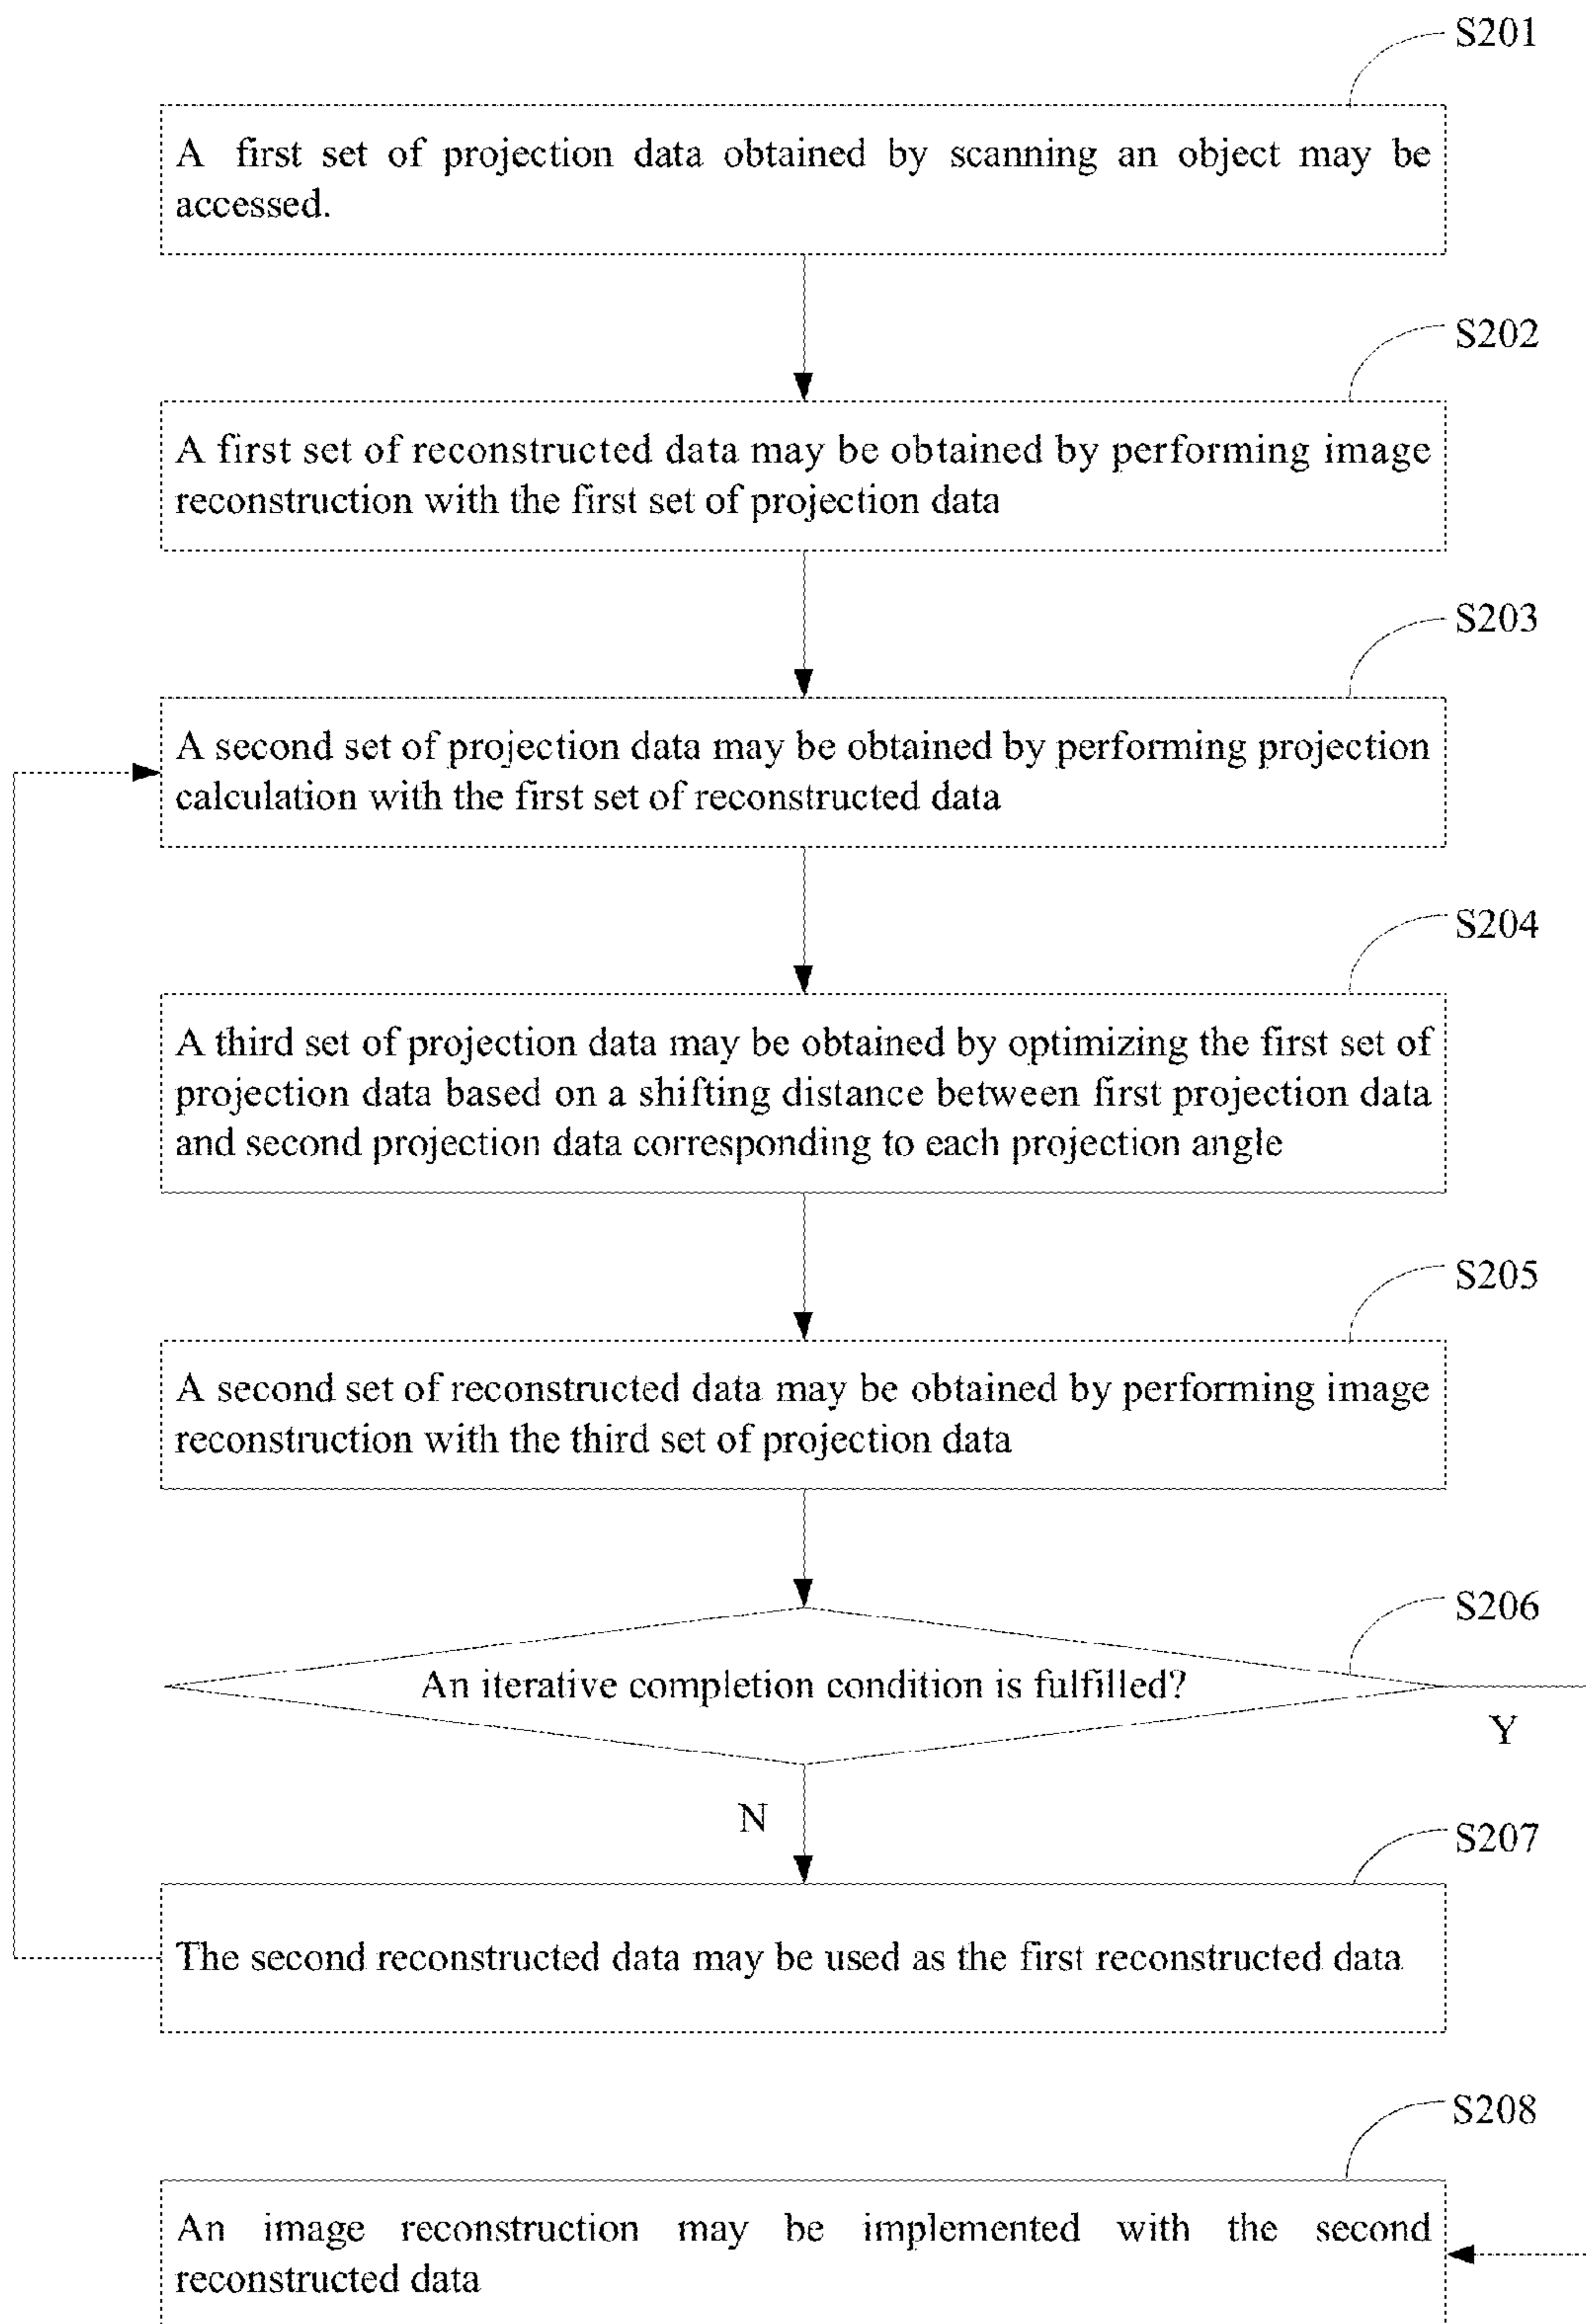 S201
A first set of projection data obtained by scanning an object may be
accessed.
S202
A first set of reconstructed data may be obtained by performing image
reconstruction with the first set of projection data
S203
A second set of projection data may be obtained by performing projection
calculation with the first set of reconstructed data
S204
A third set of projection data may be obtained by optimizing the first set of
projection data based on a shifting distance between first projection data
and second projection data corresponding to each projection angle
S205
A second set of reconstructed data may be obtained by performing image
reconstruction with the third set of projection data
S206
An iterative completion condition is fulfilled?
Y
N
S207
The second reconstructed data may be used as the first reconstructed data
S208
An image reconstruction may be implemented with the second
reconstructed data